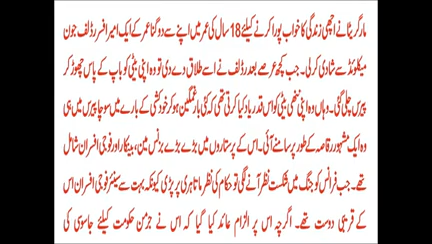 مارگریٹا نے اچھی زندگی کا خواب پورا کرنے کیلئے 18 سال کی عمر میں اپنے سے دوگنا عمر کے ایک امیر افسر رڈلف جون
میکلوئڈ سے شادی کر لی۔ جب کچھ عرصے بعد رڈلف نے اسے طلاق دے دی تو وہ اپنی بیٹی کو باپ کے پاس چھوڑ کر
پیرس چلی گئی۔ وہاں وہ اپنی ننھی بیٹی کو اس قدر یاد کیا کرتی تھی کہ کئی بار غمگین ہو کر خودکشی کے بارے میں سوچا پیرس میں ہی
وہ ایک مشہور رقاصہ کے طور پر سامنے آئی۔ اس کے پرستاروں میں بڑے بڑے بزنس مین، بینکار اور فوجی افسران شامل
تھے۔ جب فرانس کو جنگ میں شکست نظر آنے لگی تو حکام کی نظر ماتا ہری پر پڑی کیونکہ بہت سے سینئر فوجی افسران اس
کے قریبی دوست تھے۔ اگرچہ اس پر الزام عائد کیا گیا کہ اس نے جرمن حکومت کیلئے جاسوسی کی